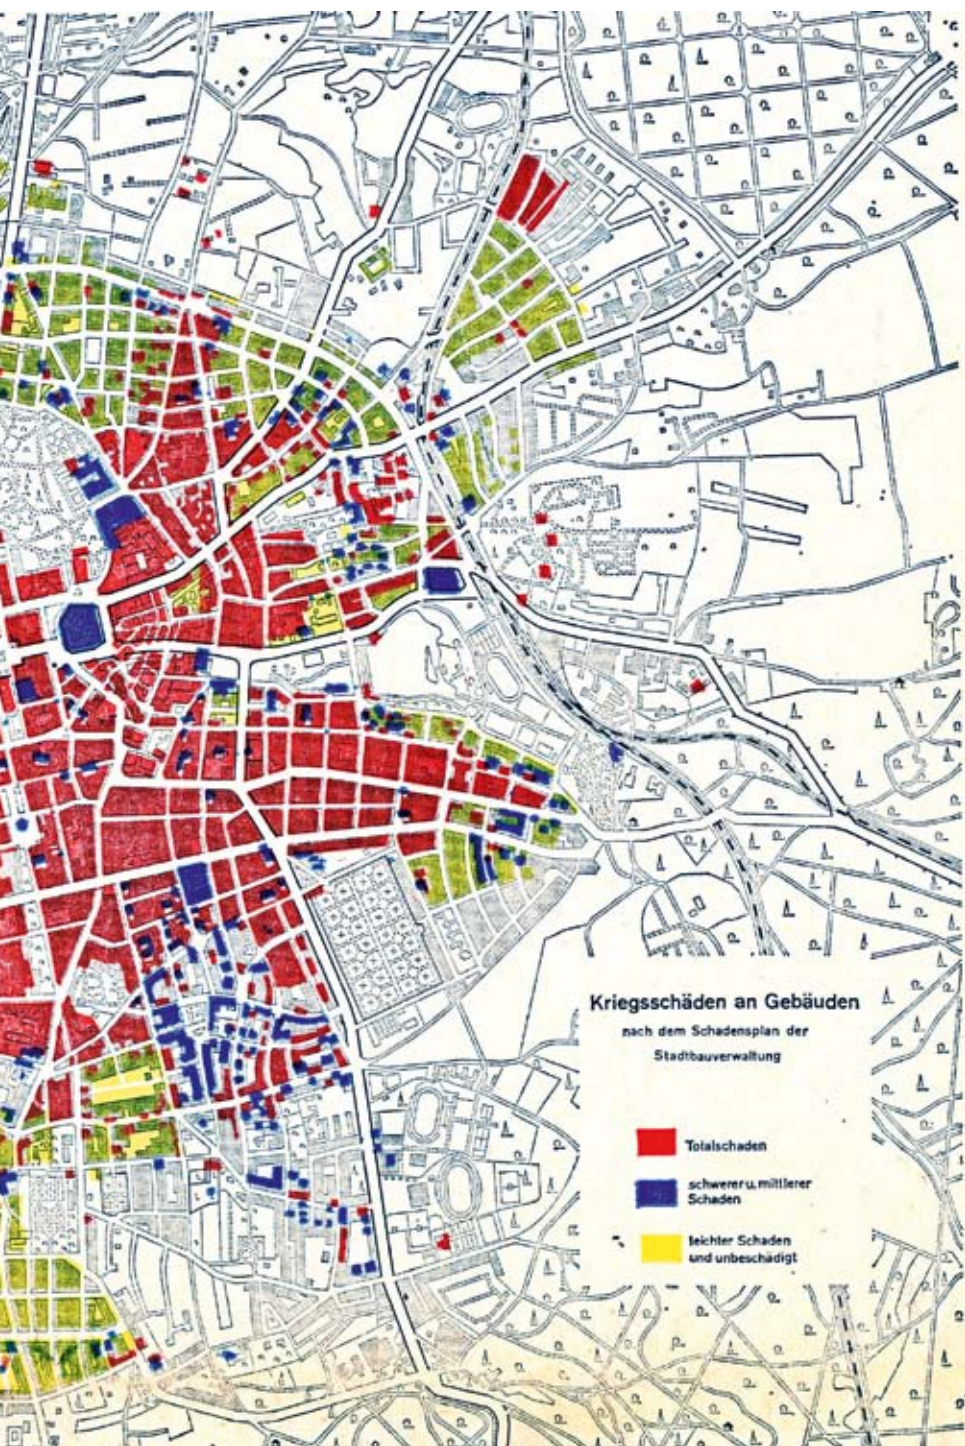 Kriegsschäden an Gebäuden
nach dem Schadensplan der
Stadtbauverwaltung
Totalschaden
schwerer u. mittlerer
Schaden
leichter Schaden
und unbeschädigt